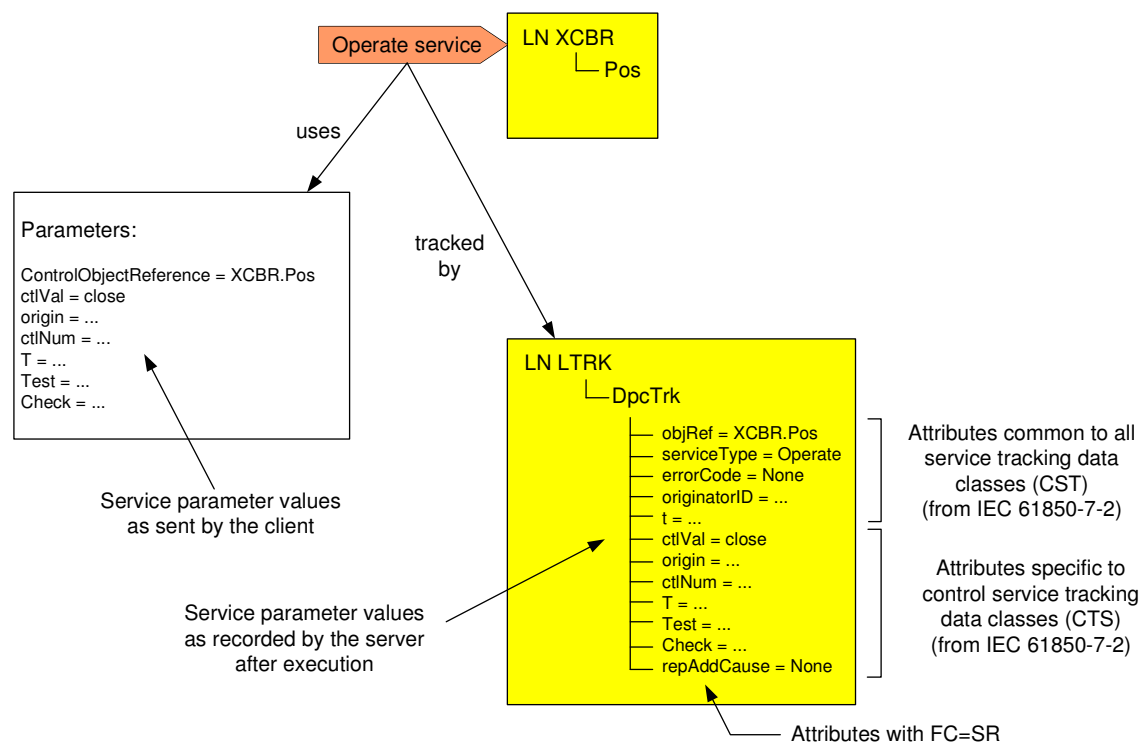 Operate service
LN XCBR
Pos
uses
Parameters:
ControlObjectReference = XCBR.Pos
ctlVal = close
origin = ...
ctlNum = ...
T = ...
Test = ...
Check = ...
tracked
by
Service parameter values
as sent by the client
LN LTRK
DpcTrk
objRef = XCBR.Pos
serviceType = Operate
errorCode = None
originatorID = ...
t = ...
ctlVal = close
origin = ...
ctlNum = ...
T = ...
Test = ...
Check = ...
repAddCause = None
Attributes common to all
service tracking data
classes (CST)
(from IEC 61850-7-2)
Attributes specific to
control service tracking
data classes (CTS)
(from IEC 61850-7-2)
Service parameter values
as recorded by the server
after execution
Attributes with FC=SR